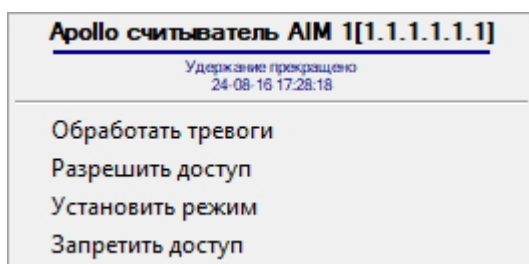 Apollo считыватель AIM 1[1.1.1.1.1.1]
Удержание прекращено
24-08-16 17:28:18
Обработать тревоги
Разрешить доступ
Установить режим
Запретить доступ